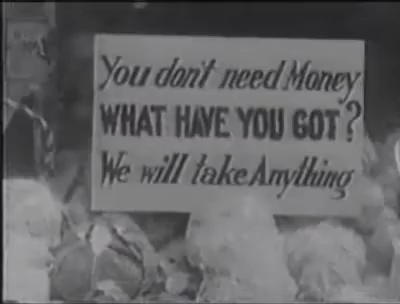 You don't need Money
WHAT HAVE YOU GOT?
We will take Anything